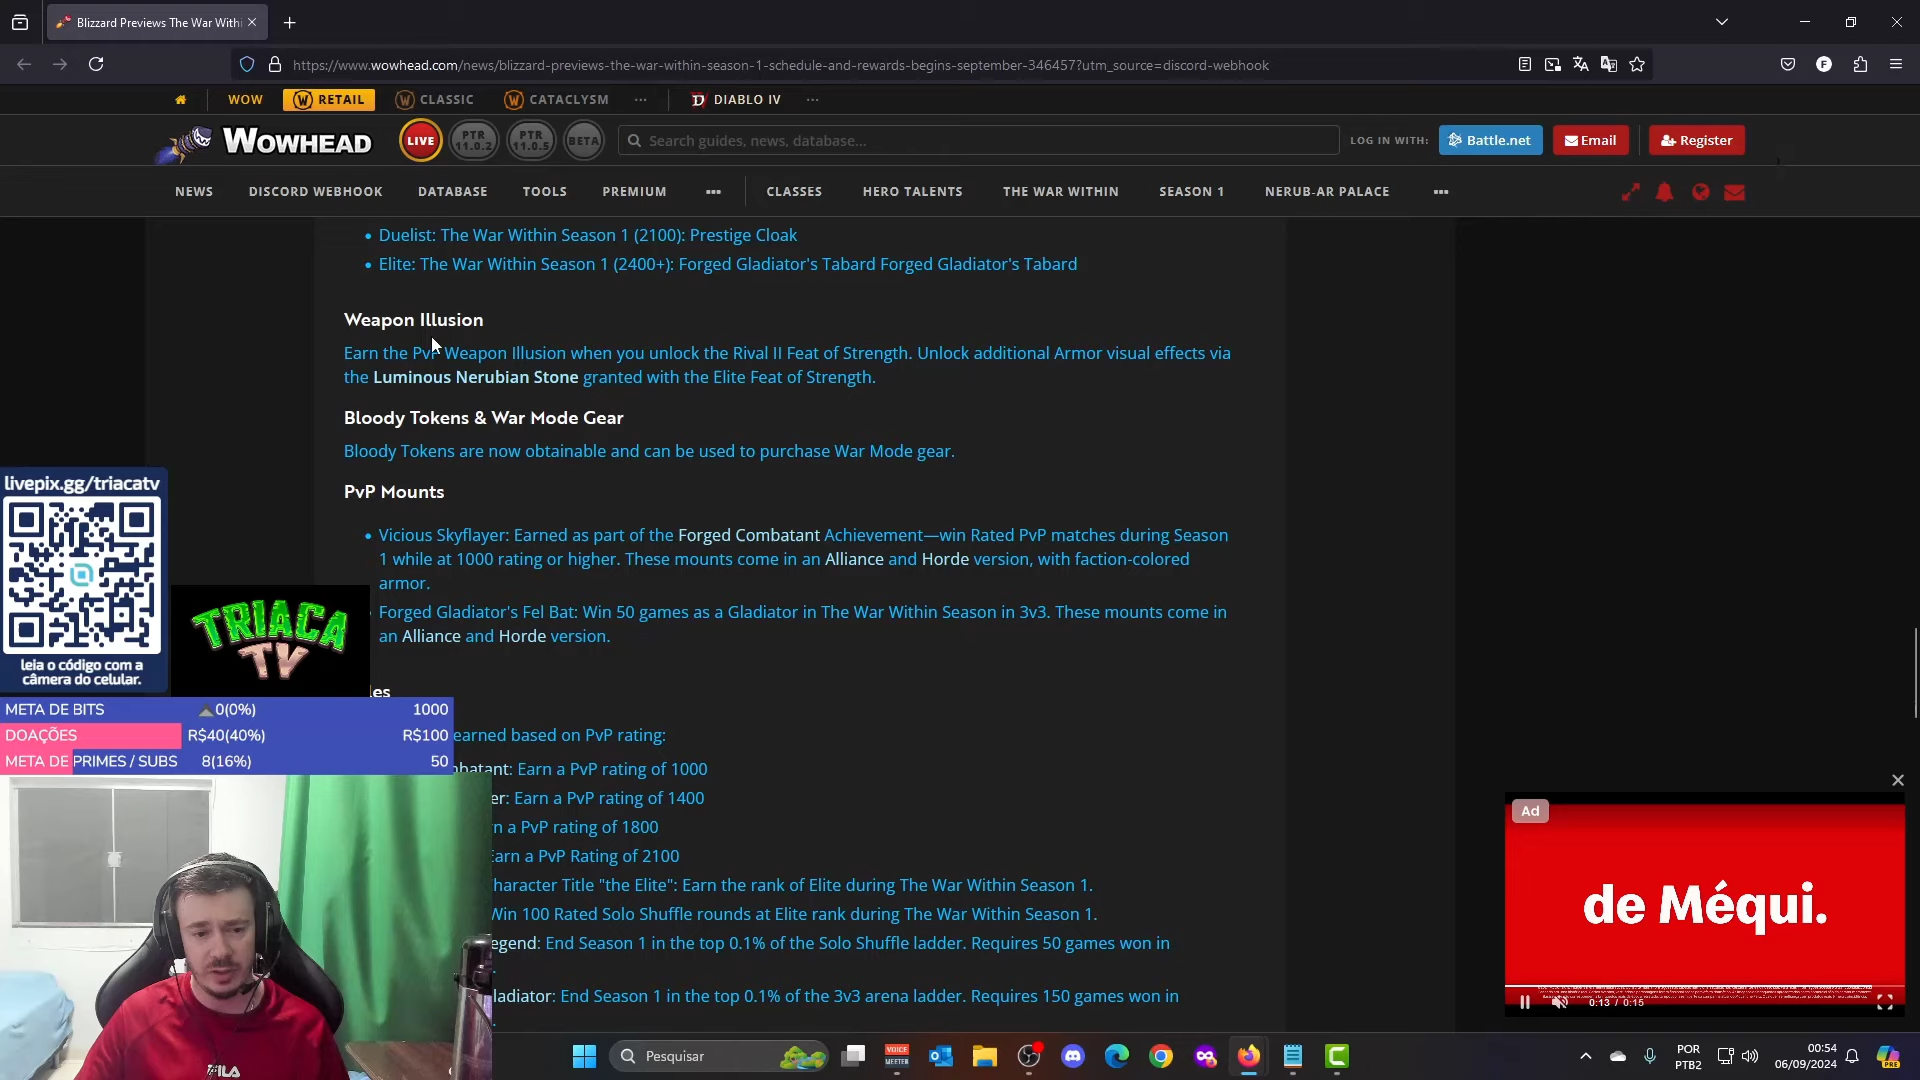 Blizzard Previews The War With
https://www.wowhead.com/news/blizzard-previews-the-war-within-season-1-schedule-and-rewards-begins-september-346457?utm_source=discord-webhook
WOW RETAIL CLASSIC CATACLYSM ... DIABLO IV ...
WOWHEAD LIVE PTR 11.0.2 PTR 11.0.5 BETA Search guides, news, database... LOG IN WITH: Battle.net Email Register
NEWS DISCORD WEBHOOK DATABASE TOOLS PREMIUM ... CLASSES HERO TALENTS THE WAR WITHIN SEASON 1 NERUB-AR PALACE ...
• Duelist: The War Within Season 1 (2100): Prestige Cloak
• Elite: The War Within Season 1 (2400+): Forged Gladiator's Tabard Forged Gladiator's Tabard
Weapon Illusion
Earn the PvP Weapon Illusion when you unlock the Rival II Feat of Strength. Unlock additional Armor visual effects via
the Luminous Nerubian Stone granted with the Elite Feat of Strength.
Bloody Tokens & War Mode Gear
Bloody Tokens are now obtainable and can be used to purchase War Mode gear.
PvP Mounts
• Vicious Skyflayer: Earned as part of the Forged Combatant Achievement—win Rated PvP matches during Season
1 while at 1000 rating or higher. These mounts come in an Alliance and Horde version, with faction-colored
armor.
Forged Gladiator's Fel Bat: Win 50 games as a Gladiator in The War Within Season in 3v3. These mounts come in
an Alliance and Horde version.
les
earned based on PvP rating:
batant: Earn a PvP rating of 1000
er: Earn a PvP rating of 1400
n a PvP rating of 1800
Earn a PvP Rating of 2100
haracter Title "the Elite": Earn the rank of Elite during The War Within Season 1.
Win 100 Rated Solo Shuffle rounds at Elite rank during The War Within Season 1.
egend: End Season 1 in the top 0.1% of the Solo Shuffle ladder. Requires 50 games won in
ladiator: End Season 1 in the top 0.1% of the 3v3 arena ladder. Requires 150 games won in
livepix.gg/triacatv
leia o código com a
câmera do celular.
TRIACA
TV
META DE BITS 0(0%) 1000
DOAÇÕES R$40(40%) R$100
META DE PRIMES / SUBS 8(16%) 50
FILA
Ad
de Méqui.
0:13 / 0:15
Pesquisar
VOICE
MEETER
POR
PTB2
00:54
06/09/2024
PRE